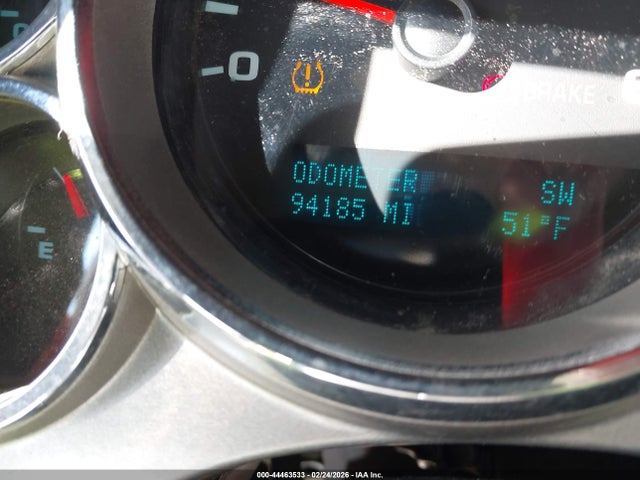 0
BRAKE
ODOMETER
94185 MI
SW
51°F
E
000-44463533 - 02/24/2026 - © IAA Inc.